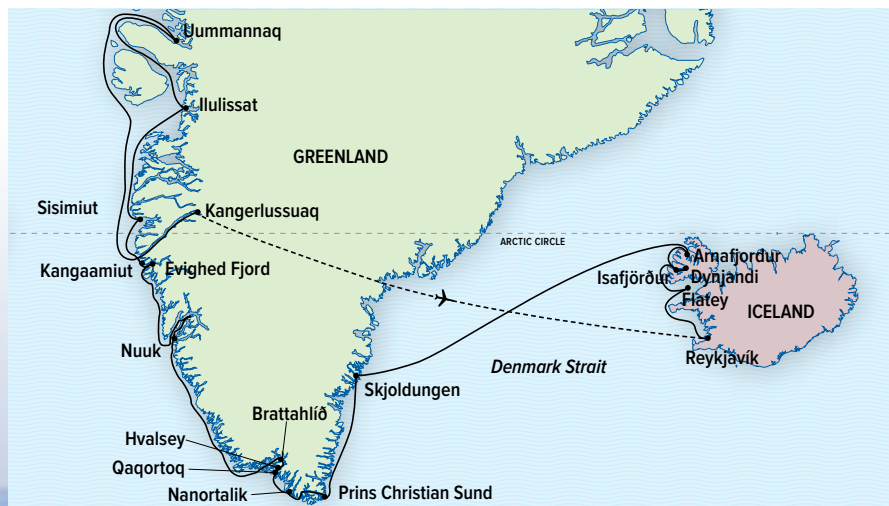 Uummannaq
Ilulissat
GREENLAND
Sisimiut
Kangerlussuaq
ARCTIC CIRCLE
Kangaamiut
Evighed Fjord
Arnafjordur
Isafjörður
Dynjandi
Flatey
ICELAND
Nuuk
Reykjavík
Denmark Strait
Skjoldungen
Brattahlíð
Hvalsey
Qaqortoq
Nanortalik
Prins Christian Sund